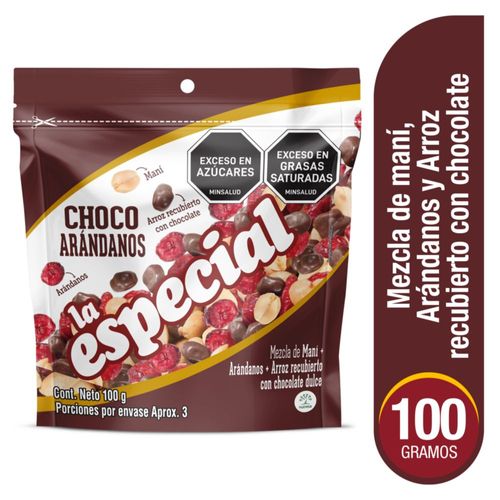 EXCESO EN
AZÚCARES
MINSALUD
EXCESO EN
GRASAS
SATURADAS
MINSALUD
Maní
CHOCO
ARÁNDANOS
Arroz recubierto
con chocolate
Arándanos
la
especial
Mezcla de Maní +
Arándanos + Arroz recubierto
con chocolate dulce
Cont. Neto 100 g
Porciones por envase Aprox. 3
Mezcla de maní,
Arándanos y Arroz
recubierto con chocolate
100
GRAMOS